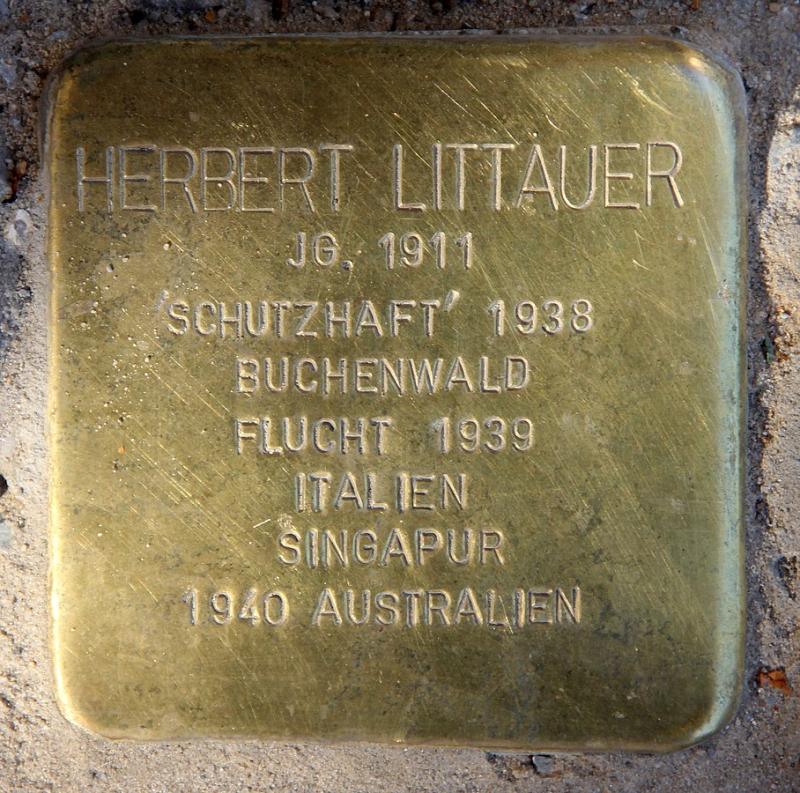 HERBERT LITTAUER
JG. 1911
'SCHUTZHAFT' 1938
BUCHENWALD
FLUCHT 1939
ITALIEN
SINGAPUR
1940 AUSTRALIEN